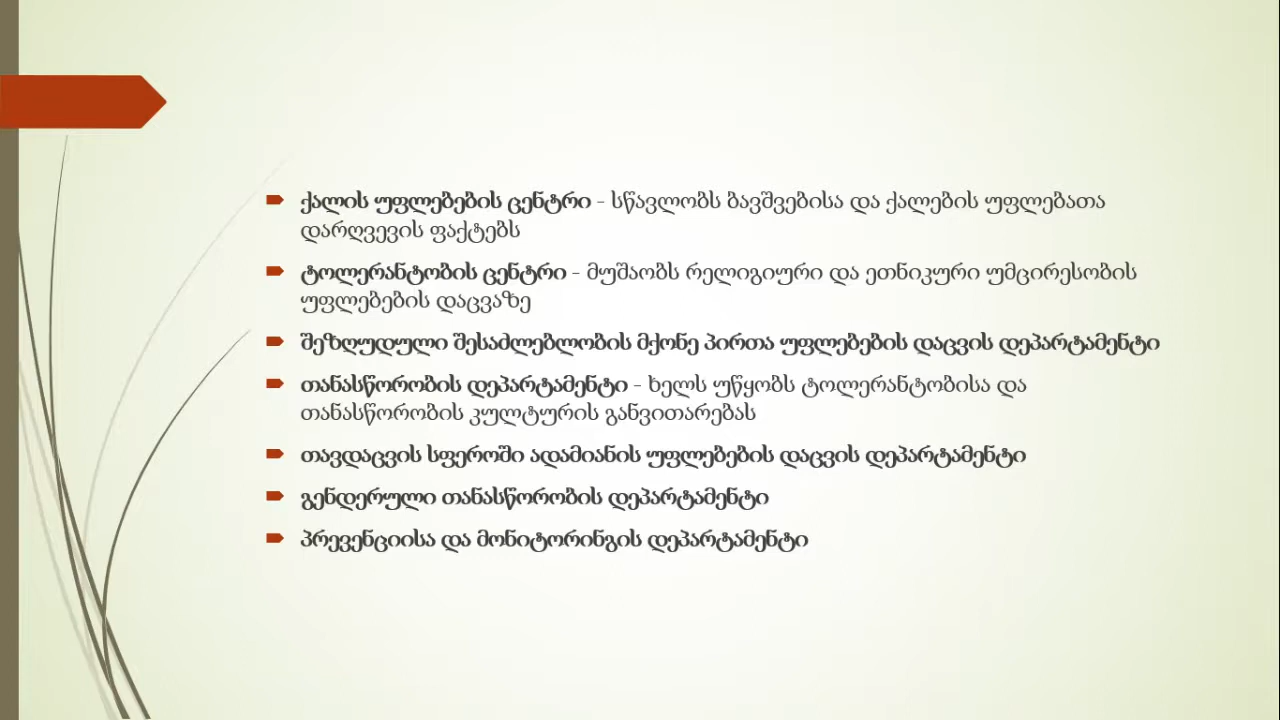 ქალის უფლებების ცენტრი - სწავლობს ბავშვებისა და ქალების უფლებათა
დარღვევის ფაქტებს
ტოლერანტობის ცენტრი - მუშაობს რელიგიური და ეთნიკური უმცირესობის
უფლებების დაცვაზე
შეზღუდული შესაძლებლობის მქონე პირთა უფლებების დაცვის დეპარტამენტი
თანასწორობის დეპარტამენტი - ხელს უწყობს ტოლერანტობისა და
თანასწორობის კულტურის განვითარებას
თავდაცვის სფეროში ადამიანის უფლებების დაცვის დეპარტამენტი
გენდერული თანასწორობის დეპარტამენტი
პრევენციისა და მონიტორინგის დეპარტამენტი